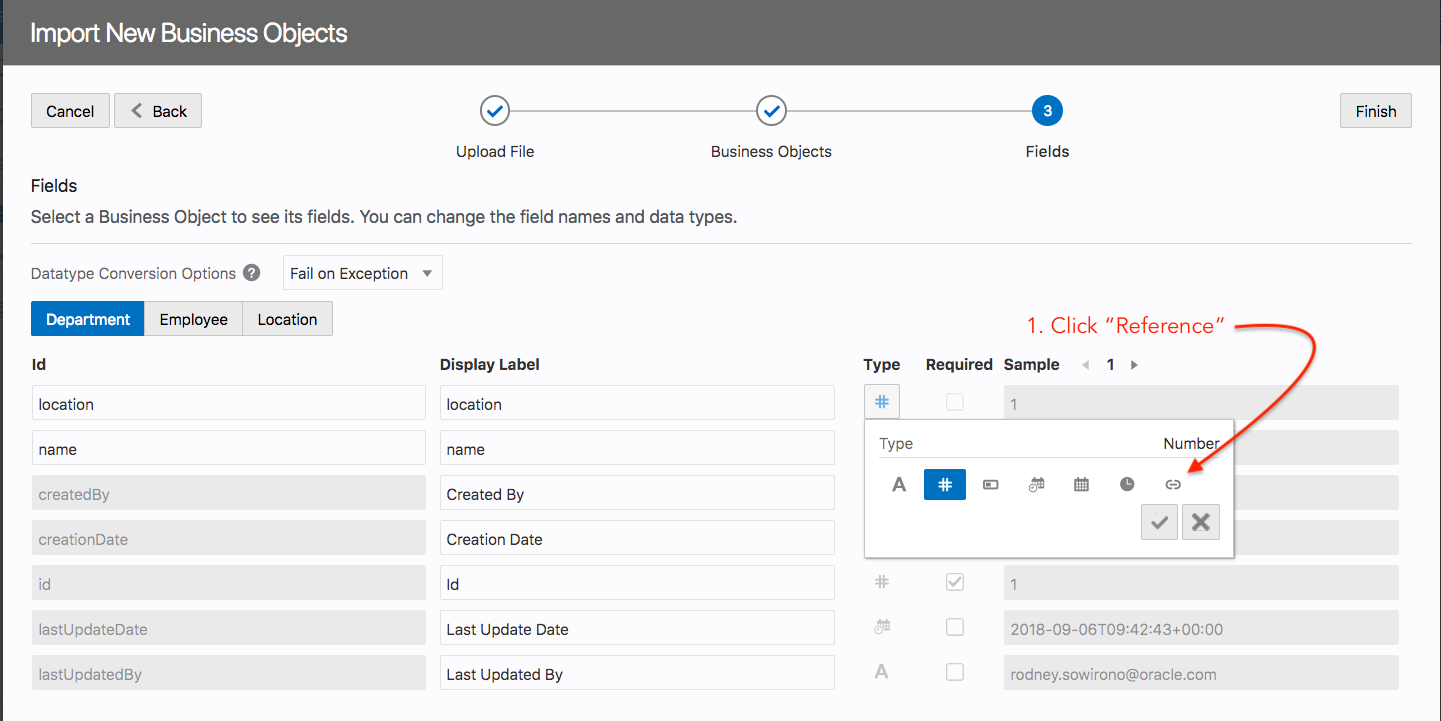 Import New Business Objects
Cancel
Back
3
Finish
Upload File
Business Objects
Fields
Fields
Select a Business Object to see its fields. You can change the field names and data types.
Datatype Conversion Options ?
Fail on Exception
Department Employee Location
1. Click “Reference”
Id Display Label Type Required Sample 1
location location # 1
name name
Type Number
createdBy Created By
A #
creationDate Creation Date
id Id # 1
lastUpdateDate Last Update Date 2018-09-06T09:42:43+00:00
lastUpdatedBy Last Updated By A rodney.sowirono@oracle.com